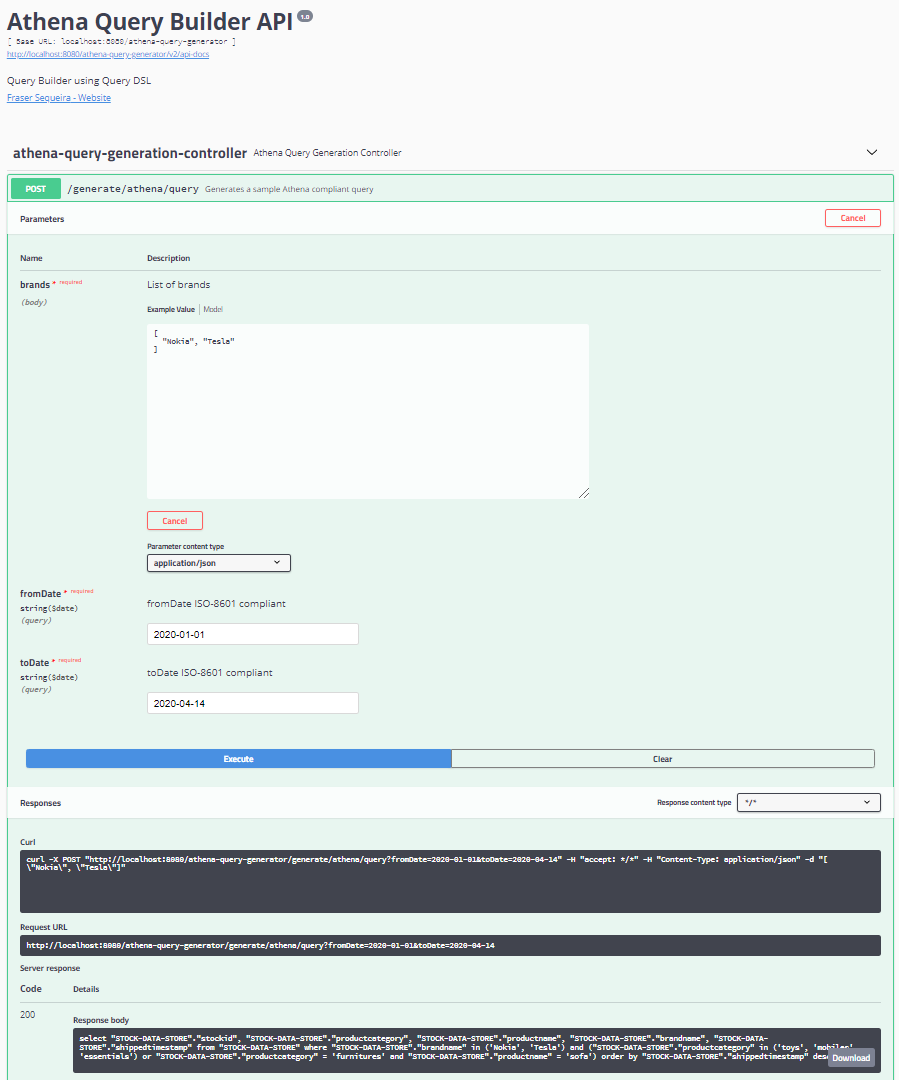 Athena Query Builder API 1.0
[ Base URL: localhost:8080/athena-query-generator ]
http://localhost:8080/athena-query-generator/v2/api-docs
Query Builder using Query DSL
Fraser Sequeira - Website
athena-query-generation-controller Athena Query Generation Controller
POST /generate/athena/query Generates a sample Athena compliant query
Parameters Cancel
Name Description
brands * required List of brands
(body)
Example Value Model
[
"Nokia", "Tesla"
]
Cancel
Parameter content type
application/json
fromDate * required
string($date) fromDate ISO-8601 compliant
(query)
2020-01-01
toDate * required
string($date) toDate ISO-8601 compliant
(query)
2020-04-14
Execute Clear
Responses Response content type */*
Curl
curl -X POST "http://localhost:8080/athena-query-generator/generate/athena/query?fromDate=2020-01-01&toDate=2020-04-14" -H "accept: */*" -H "Content-Type: application/json" -d "[
\"Nokia\", \"Tesla\"]"
Request URL
http://localhost:8080/athena-query-generator/generate/athena/query?fromDate=2020-01-01&toDate=2020-04-14
Server response
Code Details
200
Response body
select "STOCK-DATA-STORE"."stockid", "STOCK-DATA-STORE"."productcategory", "STOCK-DATA-STORE"."productname", "STOCK-DATA-STORE"."brandname", "STOCK-DATA-
STORE"."shippedtimestamp" from "STOCK-DATA-STORE" where "STOCK-DATA-STORE"."brandname" in ('Nokia', 'Tesla') and ("STOCK-DATA-STORE"."productcategory" in ('toys', 'mobiles',
'essentials') or "STOCK-DATA-STORE"."productcategory" = 'furnitures' and "STOCK-DATA-STORE"."productname" = 'sofa') order by "STOCK-DATA-STORE"."shippedtimestamp" desc
Download